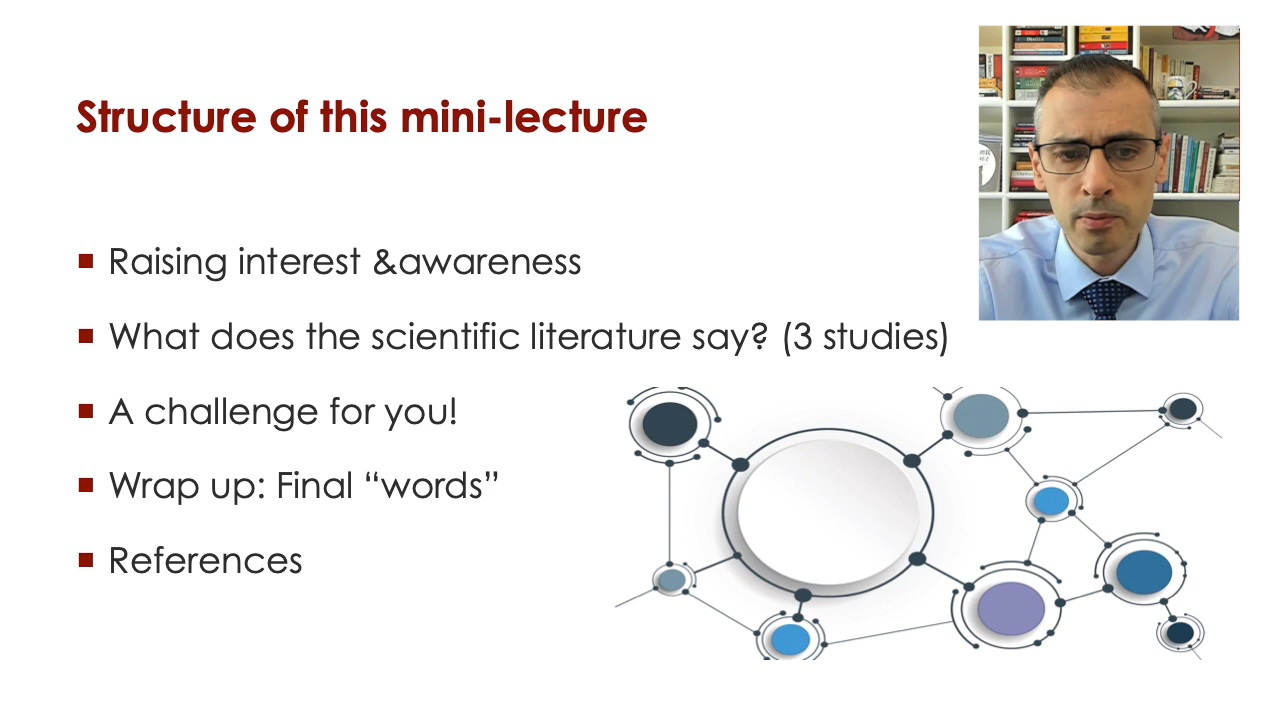 Structure of this mini-lecture
Raising interest &awareness
What does the scientific literature say? (3 studies)
A challenge for you!
Wrap up: Final “words”
References